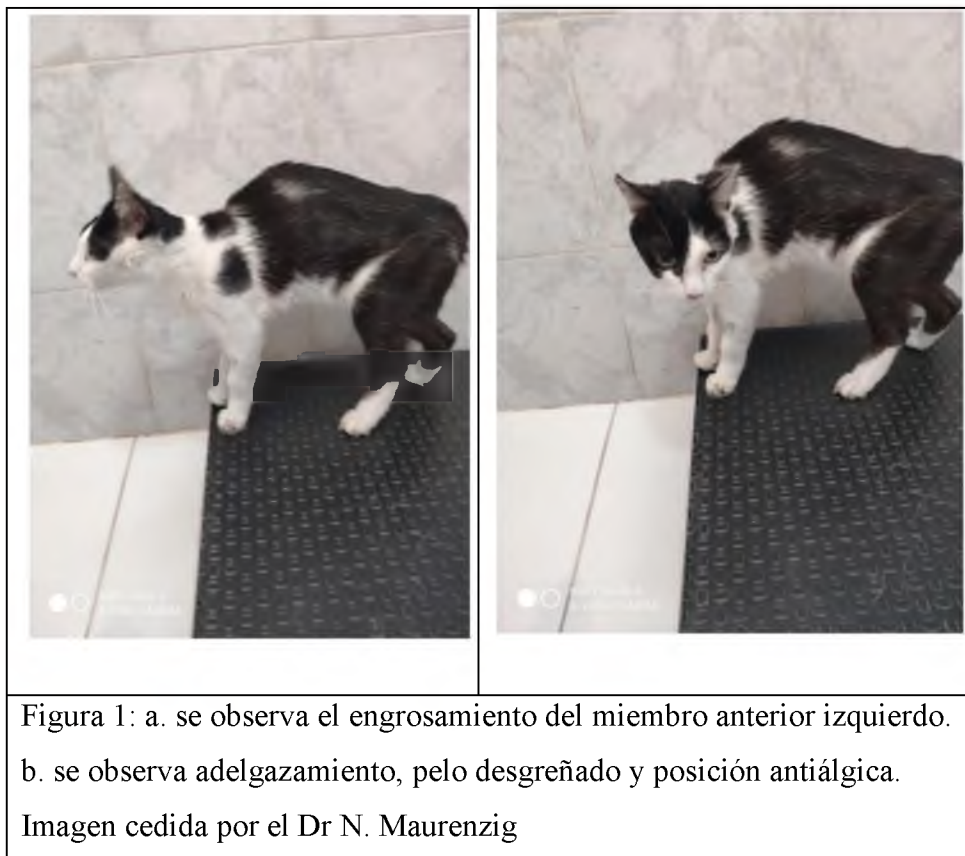 Figura 1: a. se observa el engrosamiento del miembro anterior izquierdo.
b. se observa adelgazamiento, pelo desgreñado y posición antiálgica.
Imagen cedida por el Dr N. Maurenzig